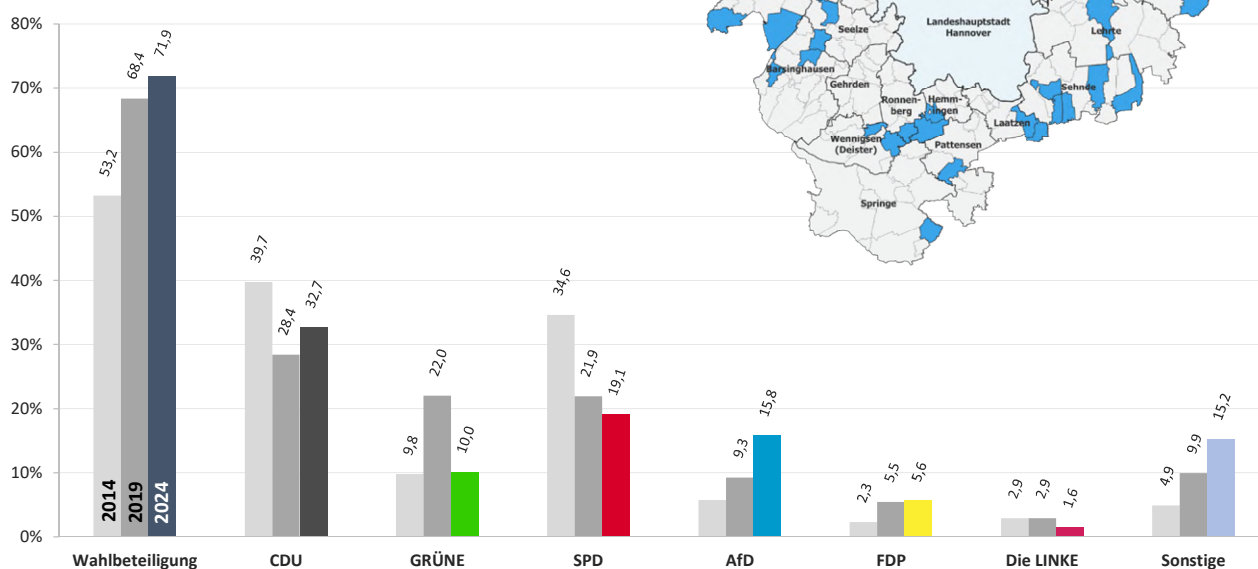 Landeshauptstadt
Hannover
Seelze
Lehrte
Barsinghausen
Gehrden
Sehnde
Ronnen-
berg
Hemm-
ingen
Laatzen
Wennigsen
(Deister)
Pattensen
Springe
80%
70%
60%
50%
40%
30%
20%
10%
0%
53,2
68,4
71,9
39,7
28,4
32,7
9,8
22,0
10,0
34,6
21,9
19,1
9,3
15,8
2,3
5,5
5,6
2,9
2,9
1,6
4,9
9,9
15,2
2014
2019
2024
Wahlbeteiligung
CDU
GRÜNE
SPD
AfD
FDP
Die LINKE
Sonstige